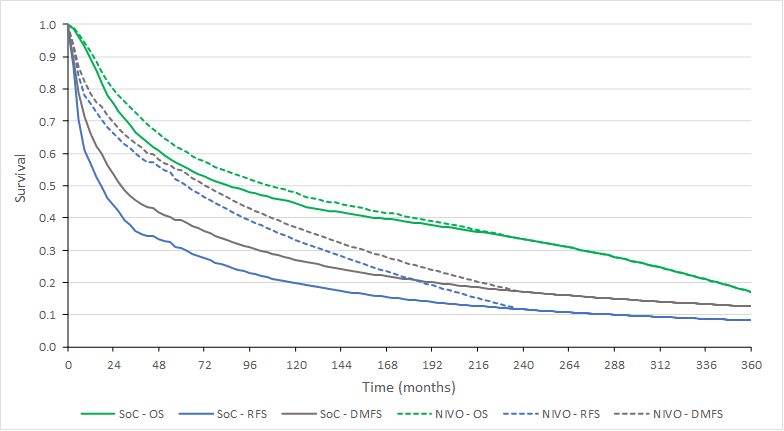 1.0
0.9
0.8
0.7
0.6
0.5
0.4
0.3
0.2
0.1
0.0
Survival
0 24 48 72 96 120 144 168 192 216 240 264 288 312 336 360
Time (months)
SoC - OS SoC - RFS SoC - DMFS NIVO - OS NIVO - RFS NIVO - DMFS